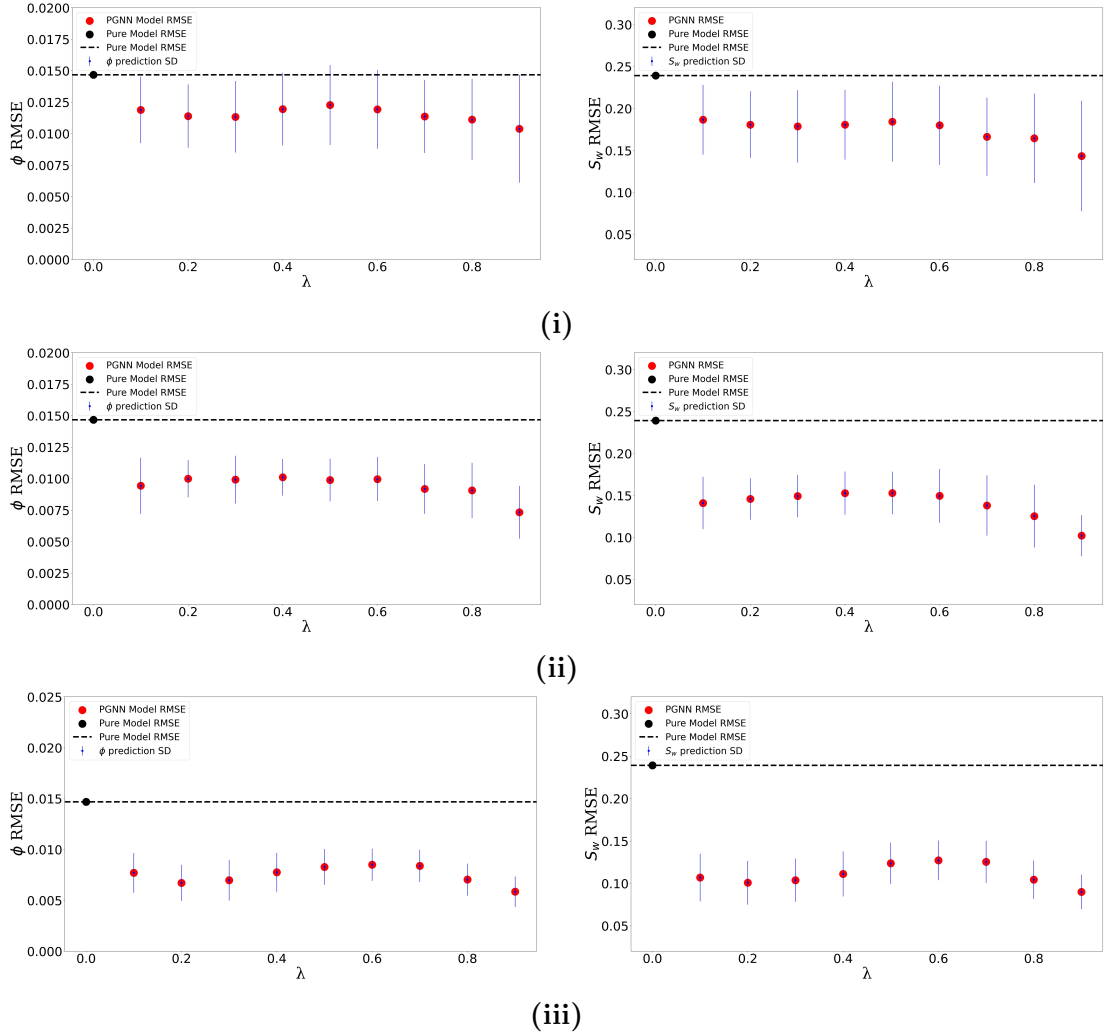 0.0200
0.0175
0.0150
0.0125
0.0100
0.0075
0.0050
0.0025
0.0000
ϕ RMSE
PGNN Model RMSE
Pure Model RMSE
Pure Model RMSE
ϕ prediction SD
0.0 0.2 0.4 0.6 0.8
λ
0.30
0.25
0.20
0.15
0.10
0.05
S_w RMSE
PGNN RMSE
Pure Model RMSE
Pure Model RMSE
S_w prediction SD
0.0 0.2 0.4 0.6 0.8
λ
(i)
0.0200
0.0175
0.0150
0.0125
0.0100
0.0075
0.0050
0.0025
0.0000
ϕ RMSE
PGNN Model RMSE
Pure Model RMSE
Pure Model RMSE
ϕ prediction SD
0.0 0.2 0.4 0.6 0.8
λ
0.30
0.25
0.20
0.15
0.10
0.05
S_w RMSE
PGNN RMSE
Pure Model RMSE
Pure Model RMSE
S_w prediction SD
0.0 0.2 0.4 0.6 0.8
λ
(ii)
0.025
0.020
0.015
0.010
0.005
0.000
ϕ RMSE
PGNN Model RMSE
Pure Model RMSE
Pure Model RMSE
ϕ prediction SD
0.0 0.2 0.4 0.6 0.8
λ
0.30
0.25
0.20
0.15
0.10
0.05
S_w RMSE
PGNN RMSE
Pure Model RMSE
Pure Model RMSE
S_w prediction SD
0.0 0.2 0.4 0.6 0.8
λ
(iii)